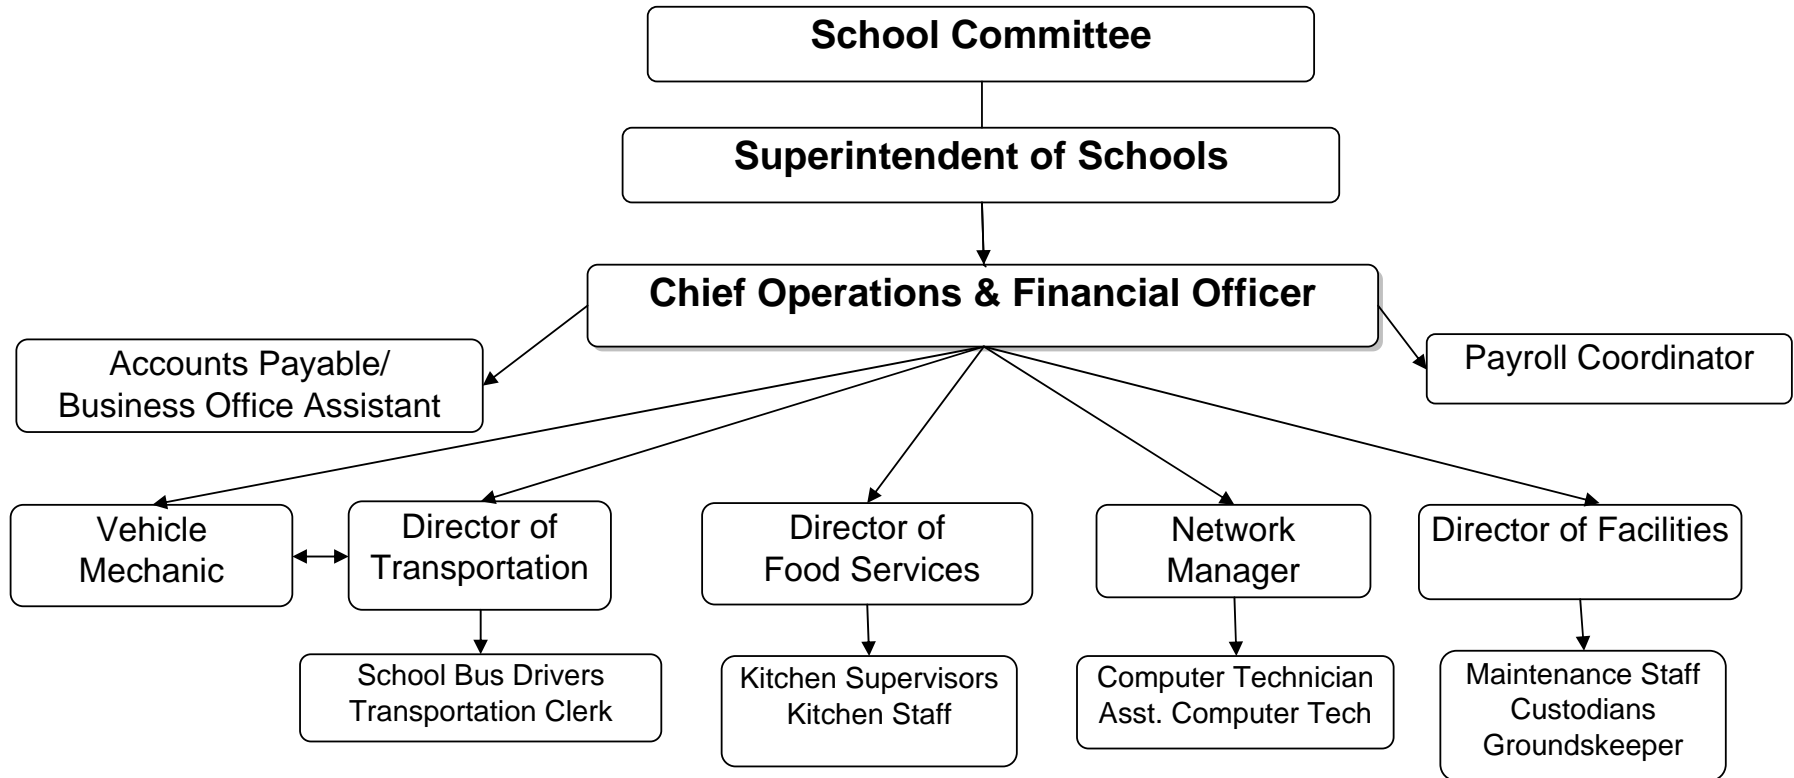 School Committee
Superintendent of Schools
Chief Operations & Financial Officer
Accounts Payable/
Business Office Assistant
Payroll Coordinator
Vehicle
Mechanic
Director of
Transportation
Director of
Food Services
Network
Manager
Director of Facilities
School Bus Drivers
Transportation Clerk
Kitchen Supervisors
Kitchen Staff
Computer Technician
Asst. Computer Tech
Maintenance Staff
Custodians
Groundskeeper